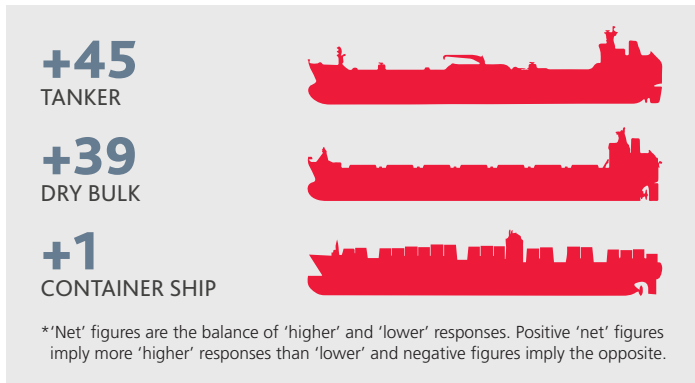 +45
TANKER
+39
DRY BULK
+1
CONTAINER SHIP
*‘Net’ figures are the balance of ‘higher’ and ‘lower’ responses. Positive ‘net’ figures
imply more ‘higher’ responses than ‘lower’ and negative figures imply the opposite.